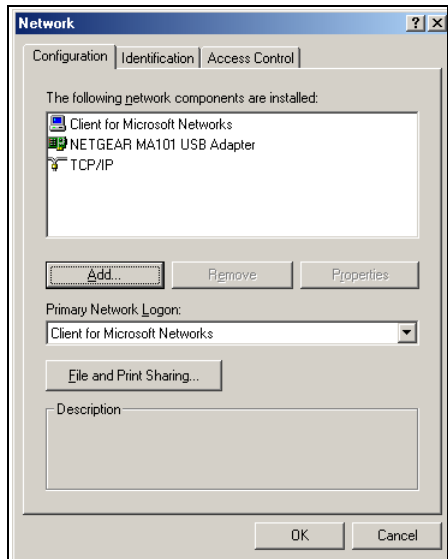 Network
Configuration Identification Access Control
The following network components are installed:
Client for Microsoft Networks
NETGEAR MA101 USB Adapter
TCP/IP
Add... Remove Properties
Primary Network Logon:
Client for Microsoft Networks
File and Print Sharing...
Description
OK Cancel